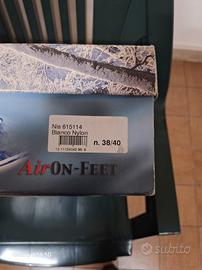 Nis 615114
Bianco Nylon
n. 38/40
AirOn-Feet
subito